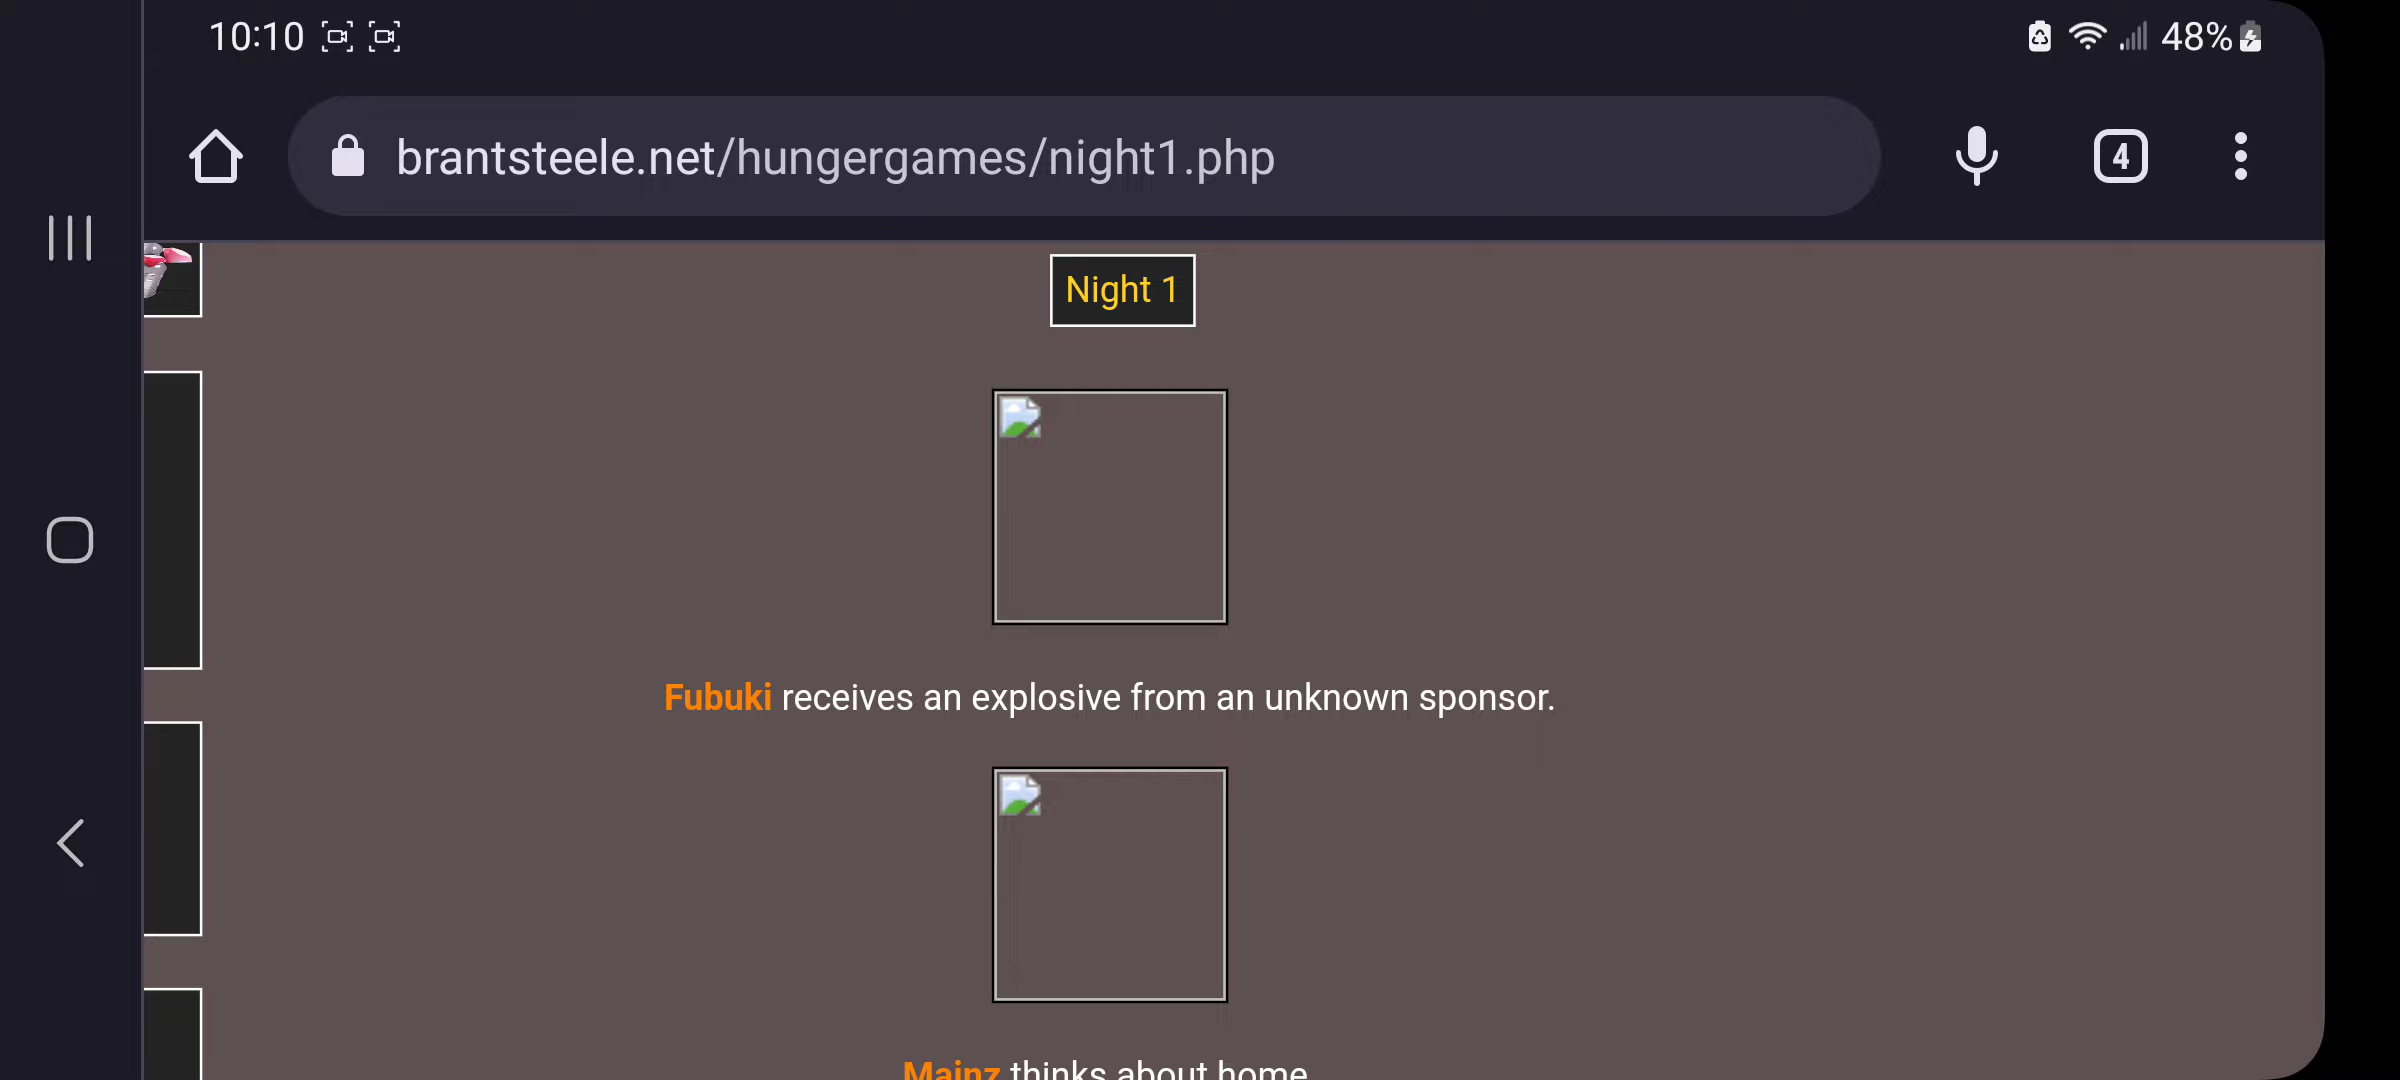 10:10
48%
brantsteele.net/hungergames/night1.php
4
Night 1
Fubuki receives an explosive from an unknown sponsor.
Mainz thinks about home